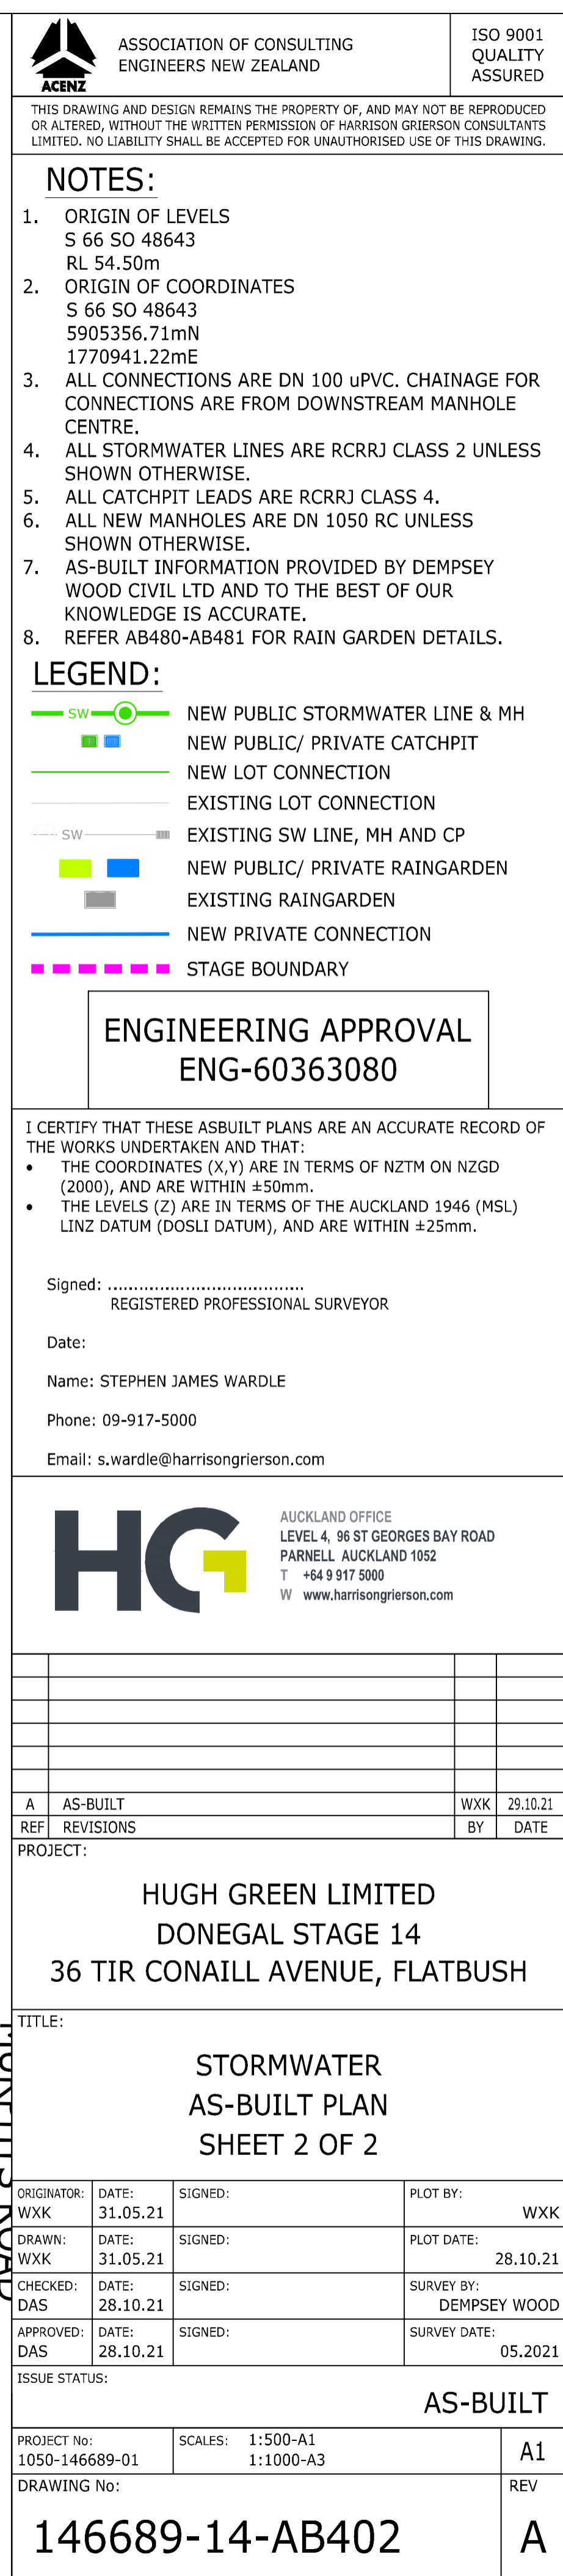 ACENZ
ASSOCIATION OF CONSULTING
ENGINEERS NEW ZEALAND
ISO 9001
QUALITY
ASSURED
THIS DRAWING AND DESIGN REMAINS THE PROPERTY OF, AND MAY NOT BE REPRODUCED
OR ALTERED, WITHOUT THE WRITTEN PERMISSION OF HARRISON GRIERSON CONSULTANTS
LIMITED. NO LIABILITY SHALL BE ACCEPTED FOR UNAUTHORISED USE OF THIS DRAWING.
NOTES:
1. ORIGIN OF LEVELS
S 66 SO 48643
RL 54.50m
2. ORIGIN OF COORDINATES
S 66 SO 48643
5905356.71mN
1770941.22mE
3. ALL CONNECTIONS ARE DN 100 uPVC. CHAINAGE FOR
CONNECTIONS ARE FROM DOWNSTREAM MANHOLE
CENTRE.
4. ALL STORMWATER LINES ARE RCRRJ CLASS 2 UNLESS
SHOWN OTHERWISE.
5. ALL CATCHPIT LEADS ARE RCRRJ CLASS 4.
6. ALL NEW MANHOLES ARE DN 1050 RC UNLESS
SHOWN OTHERWISE.
7. AS-BUILT INFORMATION PROVIDED BY DEMPSEY
WOOD CIVIL LTD AND TO THE BEST OF OUR
KNOWLEDGE IS ACCURATE.
8. REFER AB480-AB481 FOR RAIN GARDEN DETAILS.
LEGEND:
SW NEW PUBLIC STORMWATER LINE & MH
NEW PUBLIC/ PRIVATE CATCHPIT
NEW LOT CONNECTION
EXISTING LOT CONNECTION
SW EXISTING SW LINE, MH AND CP
NEW PUBLIC/ PRIVATE RAINGARDEN
EXISTING RAINGARDEN
NEW PRIVATE CONNECTION
STAGE BOUNDARY
ENGINEERING APPROVAL
ENG-60363080
I CERTIFY THAT THESE ASBUILT PLANS ARE AN ACCURATE RECORD OF
THE WORKS UNDERTAKEN AND THAT:
• THE COORDINATES (X,Y) ARE IN TERMS OF NZTM ON NZGD
(2000), AND ARE WITHIN ±50mm.
• THE LEVELS (Z) ARE IN TERMS OF THE AUCKLAND 1946 (MSL)
LINZ DATUM (DOSLI DATUM), AND ARE WITHIN ±25mm.
Signed: ......................................
REGISTERED PROFESSIONAL SURVEYOR
Date:
Name: STEPHEN JAMES WARDLE
Phone: 09-917-5000
Email: s.wardle@harrisongrierson.com
HG
AUCKLAND OFFICE
LEVEL 4, 96 ST GEORGES BAY ROAD
PARNELL AUCKLAND 1052
T +64 9 917 5000
W www.harrisongrierson.com
A AS-BUILT WXK 29.10.21
REF REVISIONS BY DATE
PROJECT:
HUGH GREEN LIMITED
DONEGAL STAGE 14
36 TIR CONAILL AVENUE, FLATBUSH
TITLE:
STORMWATER
AS-BUILT PLAN
SHEET 2 OF 2
ORIGINATOR: DATE: SIGNED: PLOT BY:
WXK 31.05.21 WXK
DRAWN: DATE: SIGNED: PLOT DATE:
WXK 31.05.21 28.10.21
CHECKED: DATE: SIGNED: SURVEY BY:
DAS 28.10.21 DEMPSEY WOOD
APPROVED: DATE: SIGNED: SURVEY DATE:
DAS 28.10.21 05.2021
ISSUE STATUS:
AS-BUILT
PROJECT No: SCALES: 1:500-A1
1050-146689-01 1:1000-A3
A1
DRAWING No: REV
146689-14-AB402 A